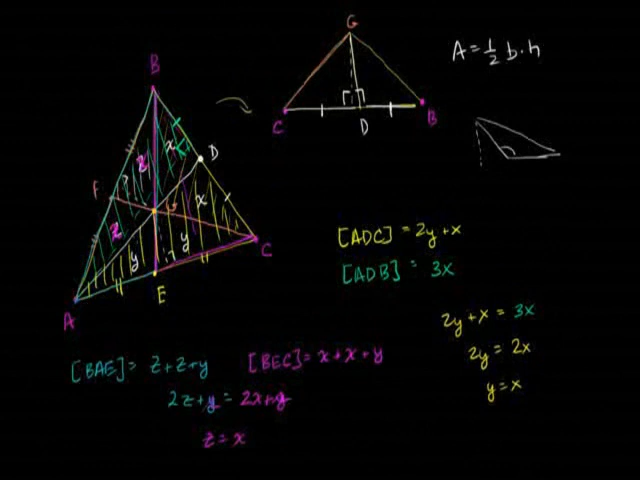 G
A = ½ b·h
B
C
D
B
z
x
D
F
G
x
x
z
C
y
y
E
A
[ADC] = 2y+x
[ADB] = 3x
2y+x = 3x
2y = 2x
y = x
[BAE] = z+z+y
[BEC] = x+x+y
2z+y = 2x+y
z = x